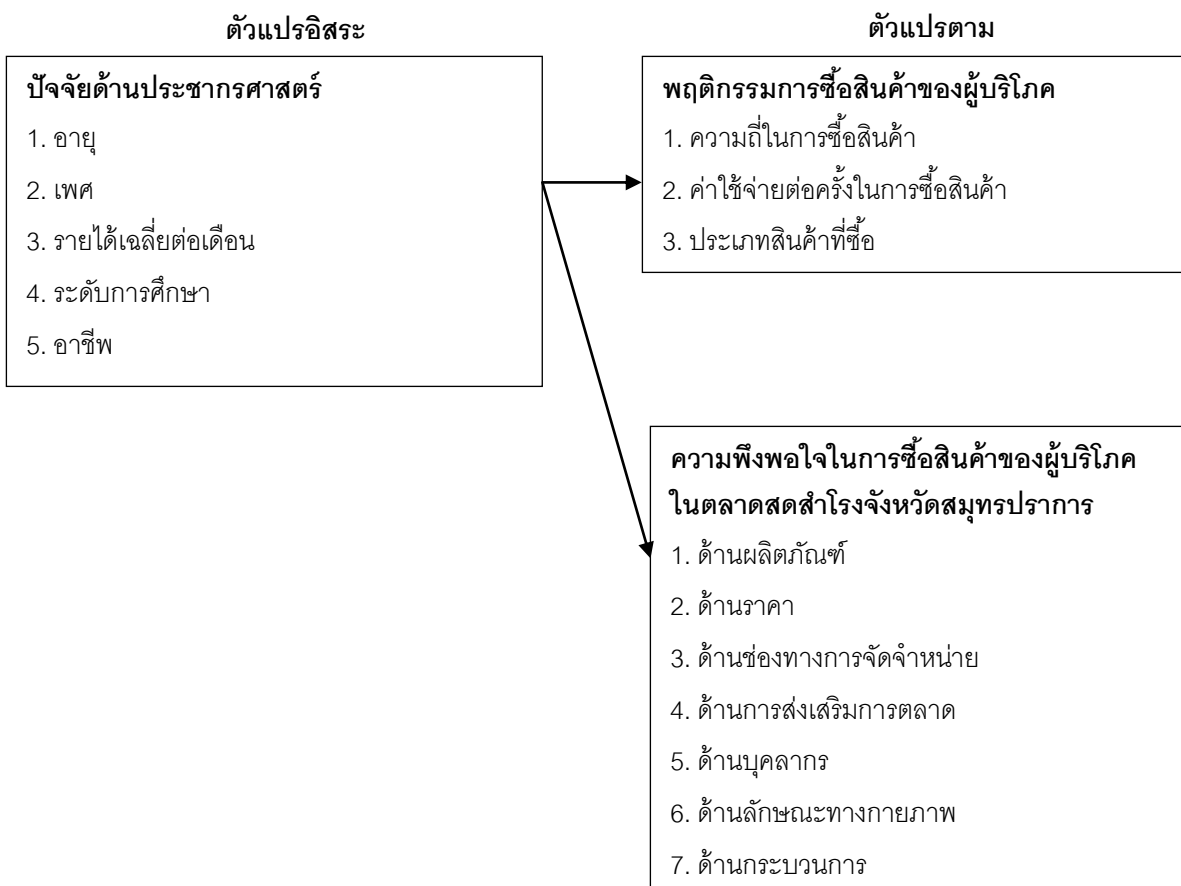 ตัวแปรอิสระ
ปัจจัยด้านประชากรศาสตร์
1. อายุ
2. เพศ
3. รายได้เฉลี่ยต่อเดือน
4. ระดับการศึกษา
5. อาชีพ
ตัวแปรตาม
พฤติกรรมการซื้อสินค้าของผู้บริโภค
1. ความถี่ในการซื้อสินค้า
2. ค่าใช้จ่ายต่อครั้งในการซื้อสินค้า
3. ประเภทสินค้าที่ซื้อ
ความพึงพอใจในการซื้อสินค้าของผู้บริโภค
ในตลาดสดสำโรงจังหวัดสมุทรปราการ
1. ด้านผลิตภัณฑ์
2. ด้านราคา
3. ด้านช่องทางการจัดจำหน่าย
4. ด้านการส่งเสริมการตลาด
5. ด้านบุคลากร
6. ด้านลักษณะทางกายภาพ
7. ด้านกระบวนการ